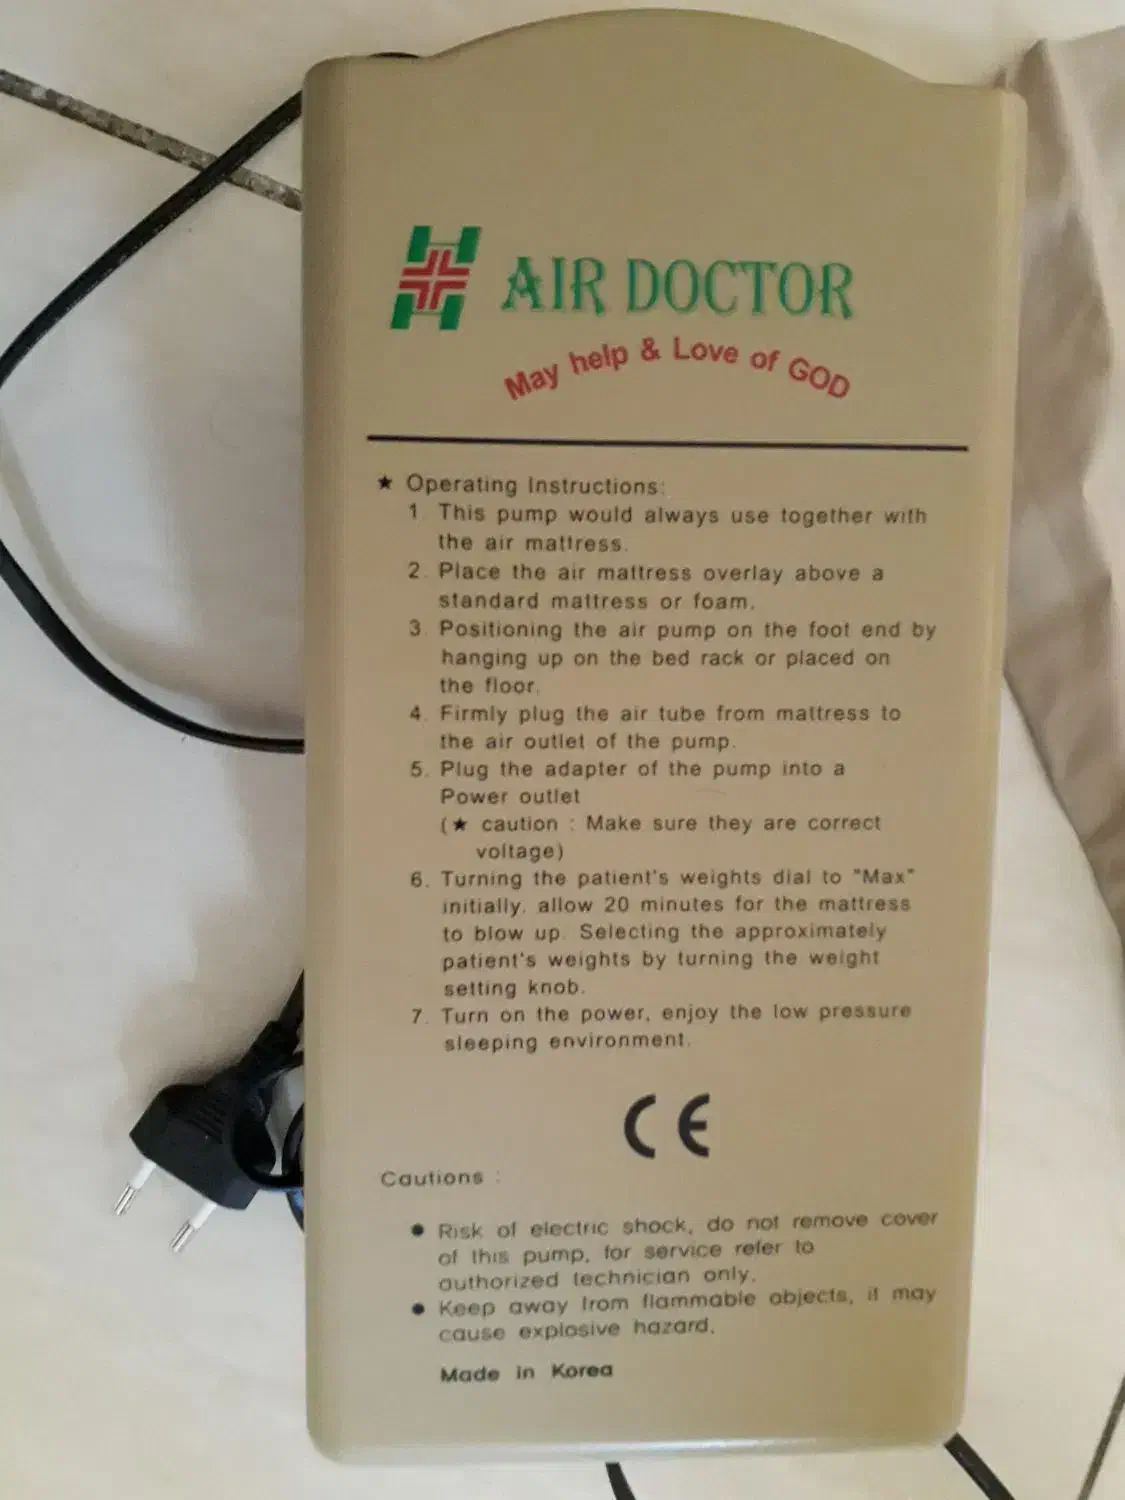 AIR DOCTOR
May help & Love of GOD
★ Operating Instructions:
1. This pump would always use together with
the air mattress.
2. Place the air mattress overlay above a
standard mattress or foam.
3. Positioning the air pump on the foot end by
hanging up on the bed rack or placed on
the floor.
4. Firmly plug the air tube from mattress to
the air outlet of the pump.
5. Plug the adapter of the pump into a
Power outlet
(★ caution : Make sure they are correct
voltage)
6. Turning the patient's weights dial to "Max"
initially. allow 20 minutes for the mattress
to blow up. Selecting the approximately
patient's weights by turning the weight
setting knob.
7. Turn on the power, enjoy the low pressure
sleeping environment.
CE
Cautions :
● Risk of electric shock, do not remove cover
of this pump, for service refer to
authorized technician only.
● Keep away from flammable objects, it may
cause explosive hazard.
Made in Korea